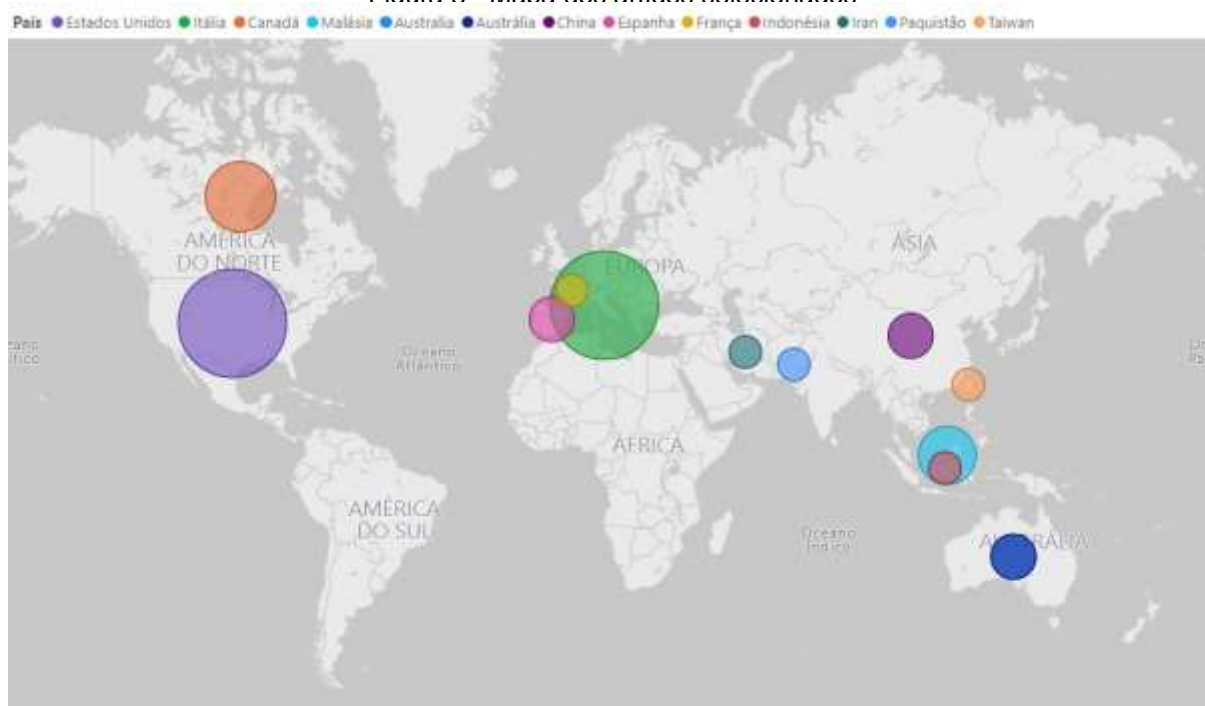 País Estados Unidos Itália Canadá Malásia Australia Austrália China Espanha França Indonésia Iran Paquistão Taiwan
AMÉRICA
DO NORTE
EUROPA
ÁSIA
Oceano
Atlântico
ÁFRICA
AMÉRICA
DO SUL
Oceano
Índico
AUSTRÁLIA